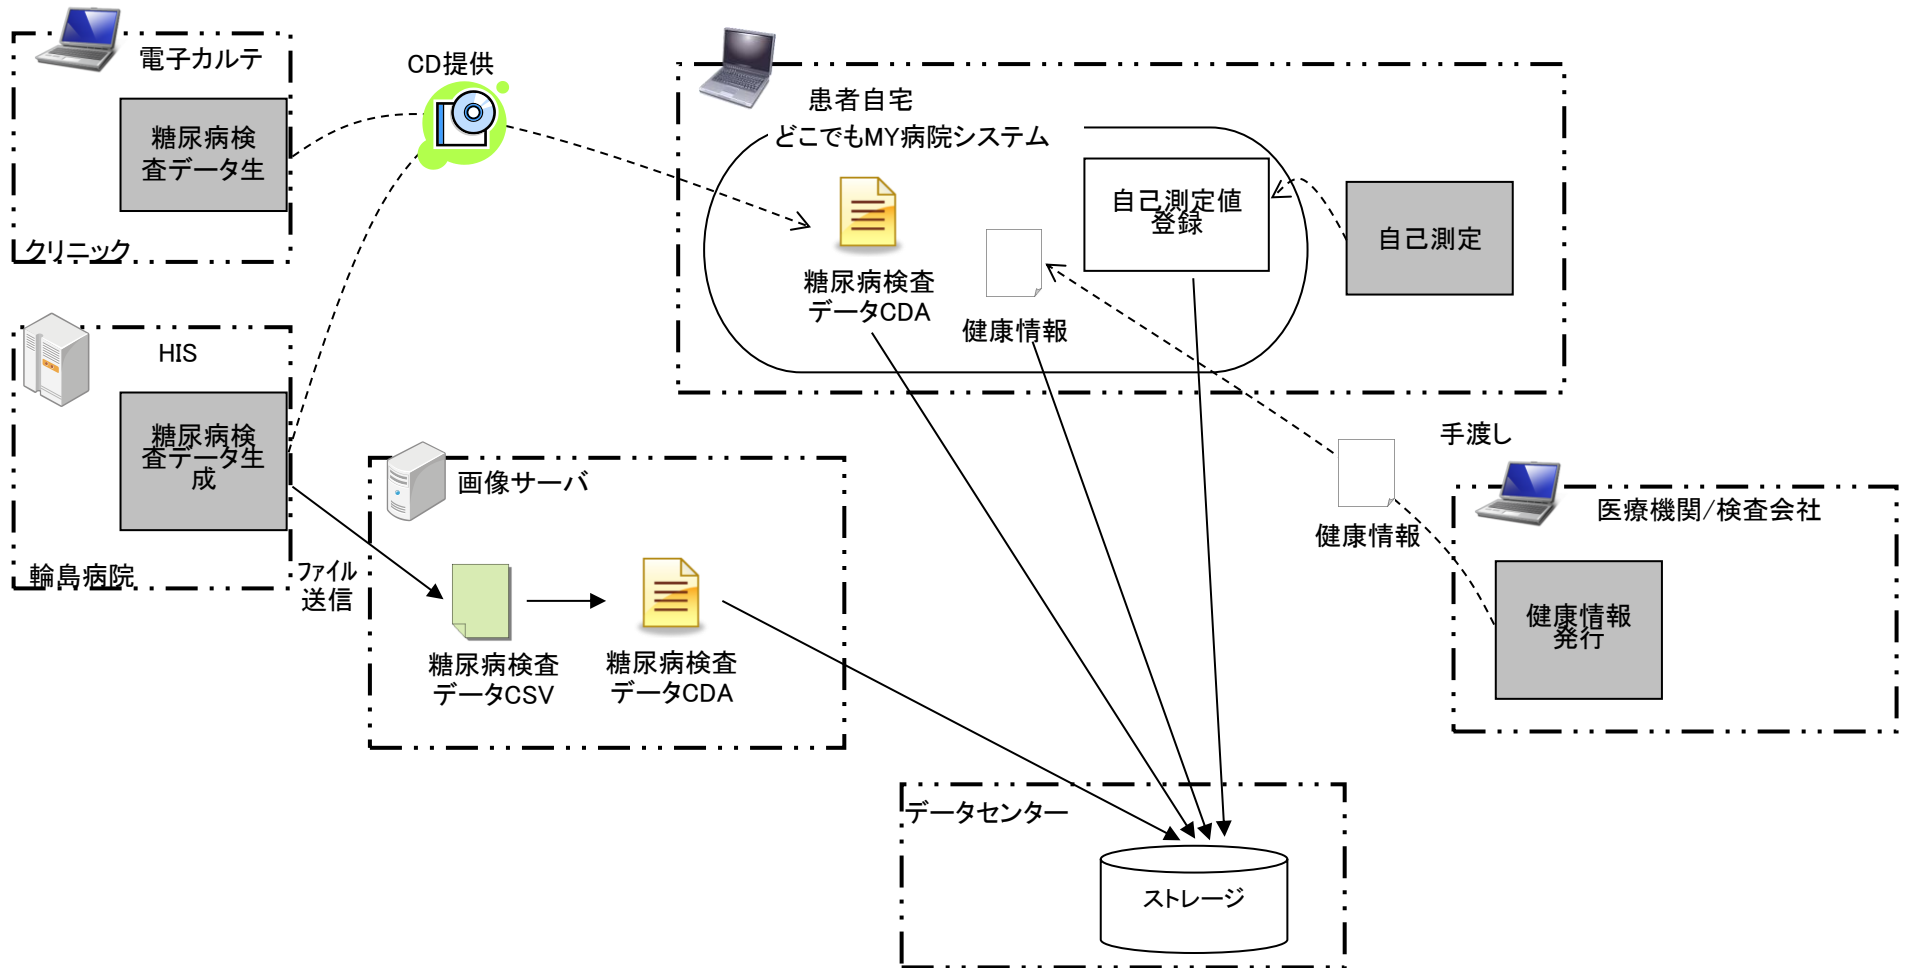 電子カルテ
糖尿病検
査データ生
クリニック
CD提供
患者自宅
どこでもMY病院システム
自己測定値
登録
自己測定
糖尿病検査
データCDA
健康情報
HIS
糖尿病検
査データ生
成
輪島病院
ファイル
送信
画像サーバ
糖尿病検査
データCSV
糖尿病検査
データCDA
手渡し
健康情報
医療機関/検査会社
健康情報
発行
データセンター
ストレージ